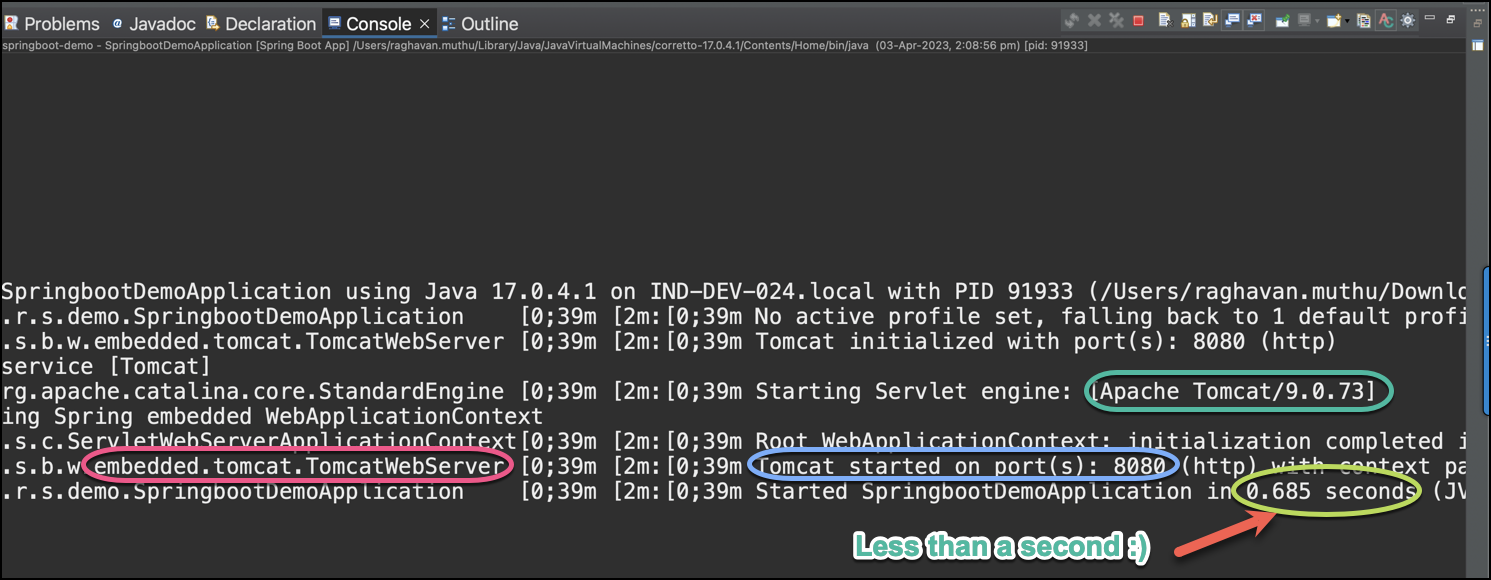 Problems @ Javadoc Declaration Console × Outline
springboot-demo - SpringbootDemoApplication [Spring Boot App] /Users/raghavan.muthu/Library/Java/JavaVirtualMachines/corretto-17.0.4.1/Contents/Home/bin/java (03-Apr-2023, 2:08:56 pm) [pid: 91933]
SpringbootDemoApplication using Java 17.0.4.1 on IND-DEV-024.local with PID 91933 (/Users/raghavan.muthu/Downlo
.r.s.demo.SpringbootDemoApplication [0;39m [2m:[0;39m No active profile set, falling back to 1 default profi
.s.b.w.embedded.tomcat.TomcatWebServer [0;39m [2m:[0;39m Tomcat initialized with port(s): 8080 (http)
service [Tomcat]
rg.apache.catalina.core.StandardEngine [0;39m [2m:[0;39m Starting Servlet engine: [Apache Tomcat/9.0.73]
ing Spring embedded WebApplicationContext
.s.c.ServletWebServerApplicationContext[0;39m [2m:[0;39m Root WebApplicationContext: initialization completed i
.s.b.w.embedded.tomcat.TomcatWebServer [0;39m [2m:[0;39m Tomcat started on port(s): 8080 (http) with context pa
.r.s.demo.SpringbootDemoApplication [0;39m [2m:[0;39m Started SpringbootDemoApplication in 0.685 seconds (JV
Less than a second :)